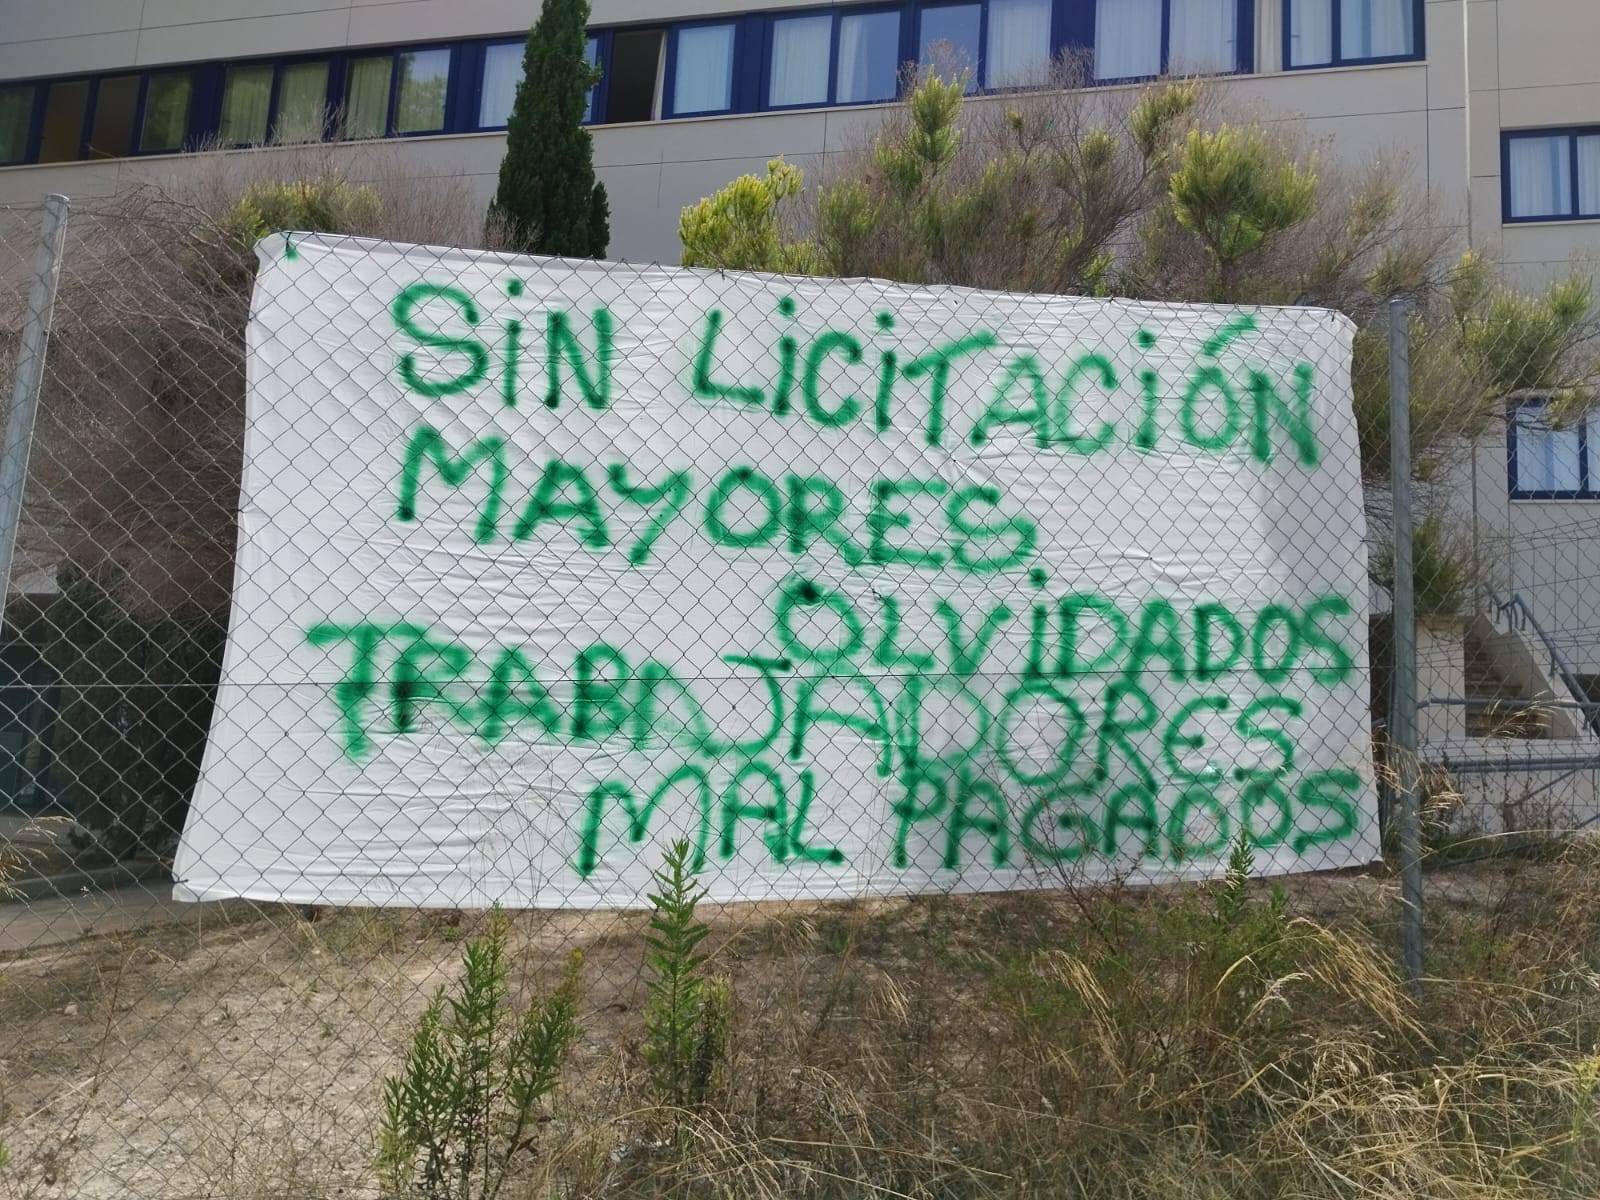 SiN LiCiTACiÓN
MAYORES
OLViDADOS
TRABAJADORES
MAL PAGADOS